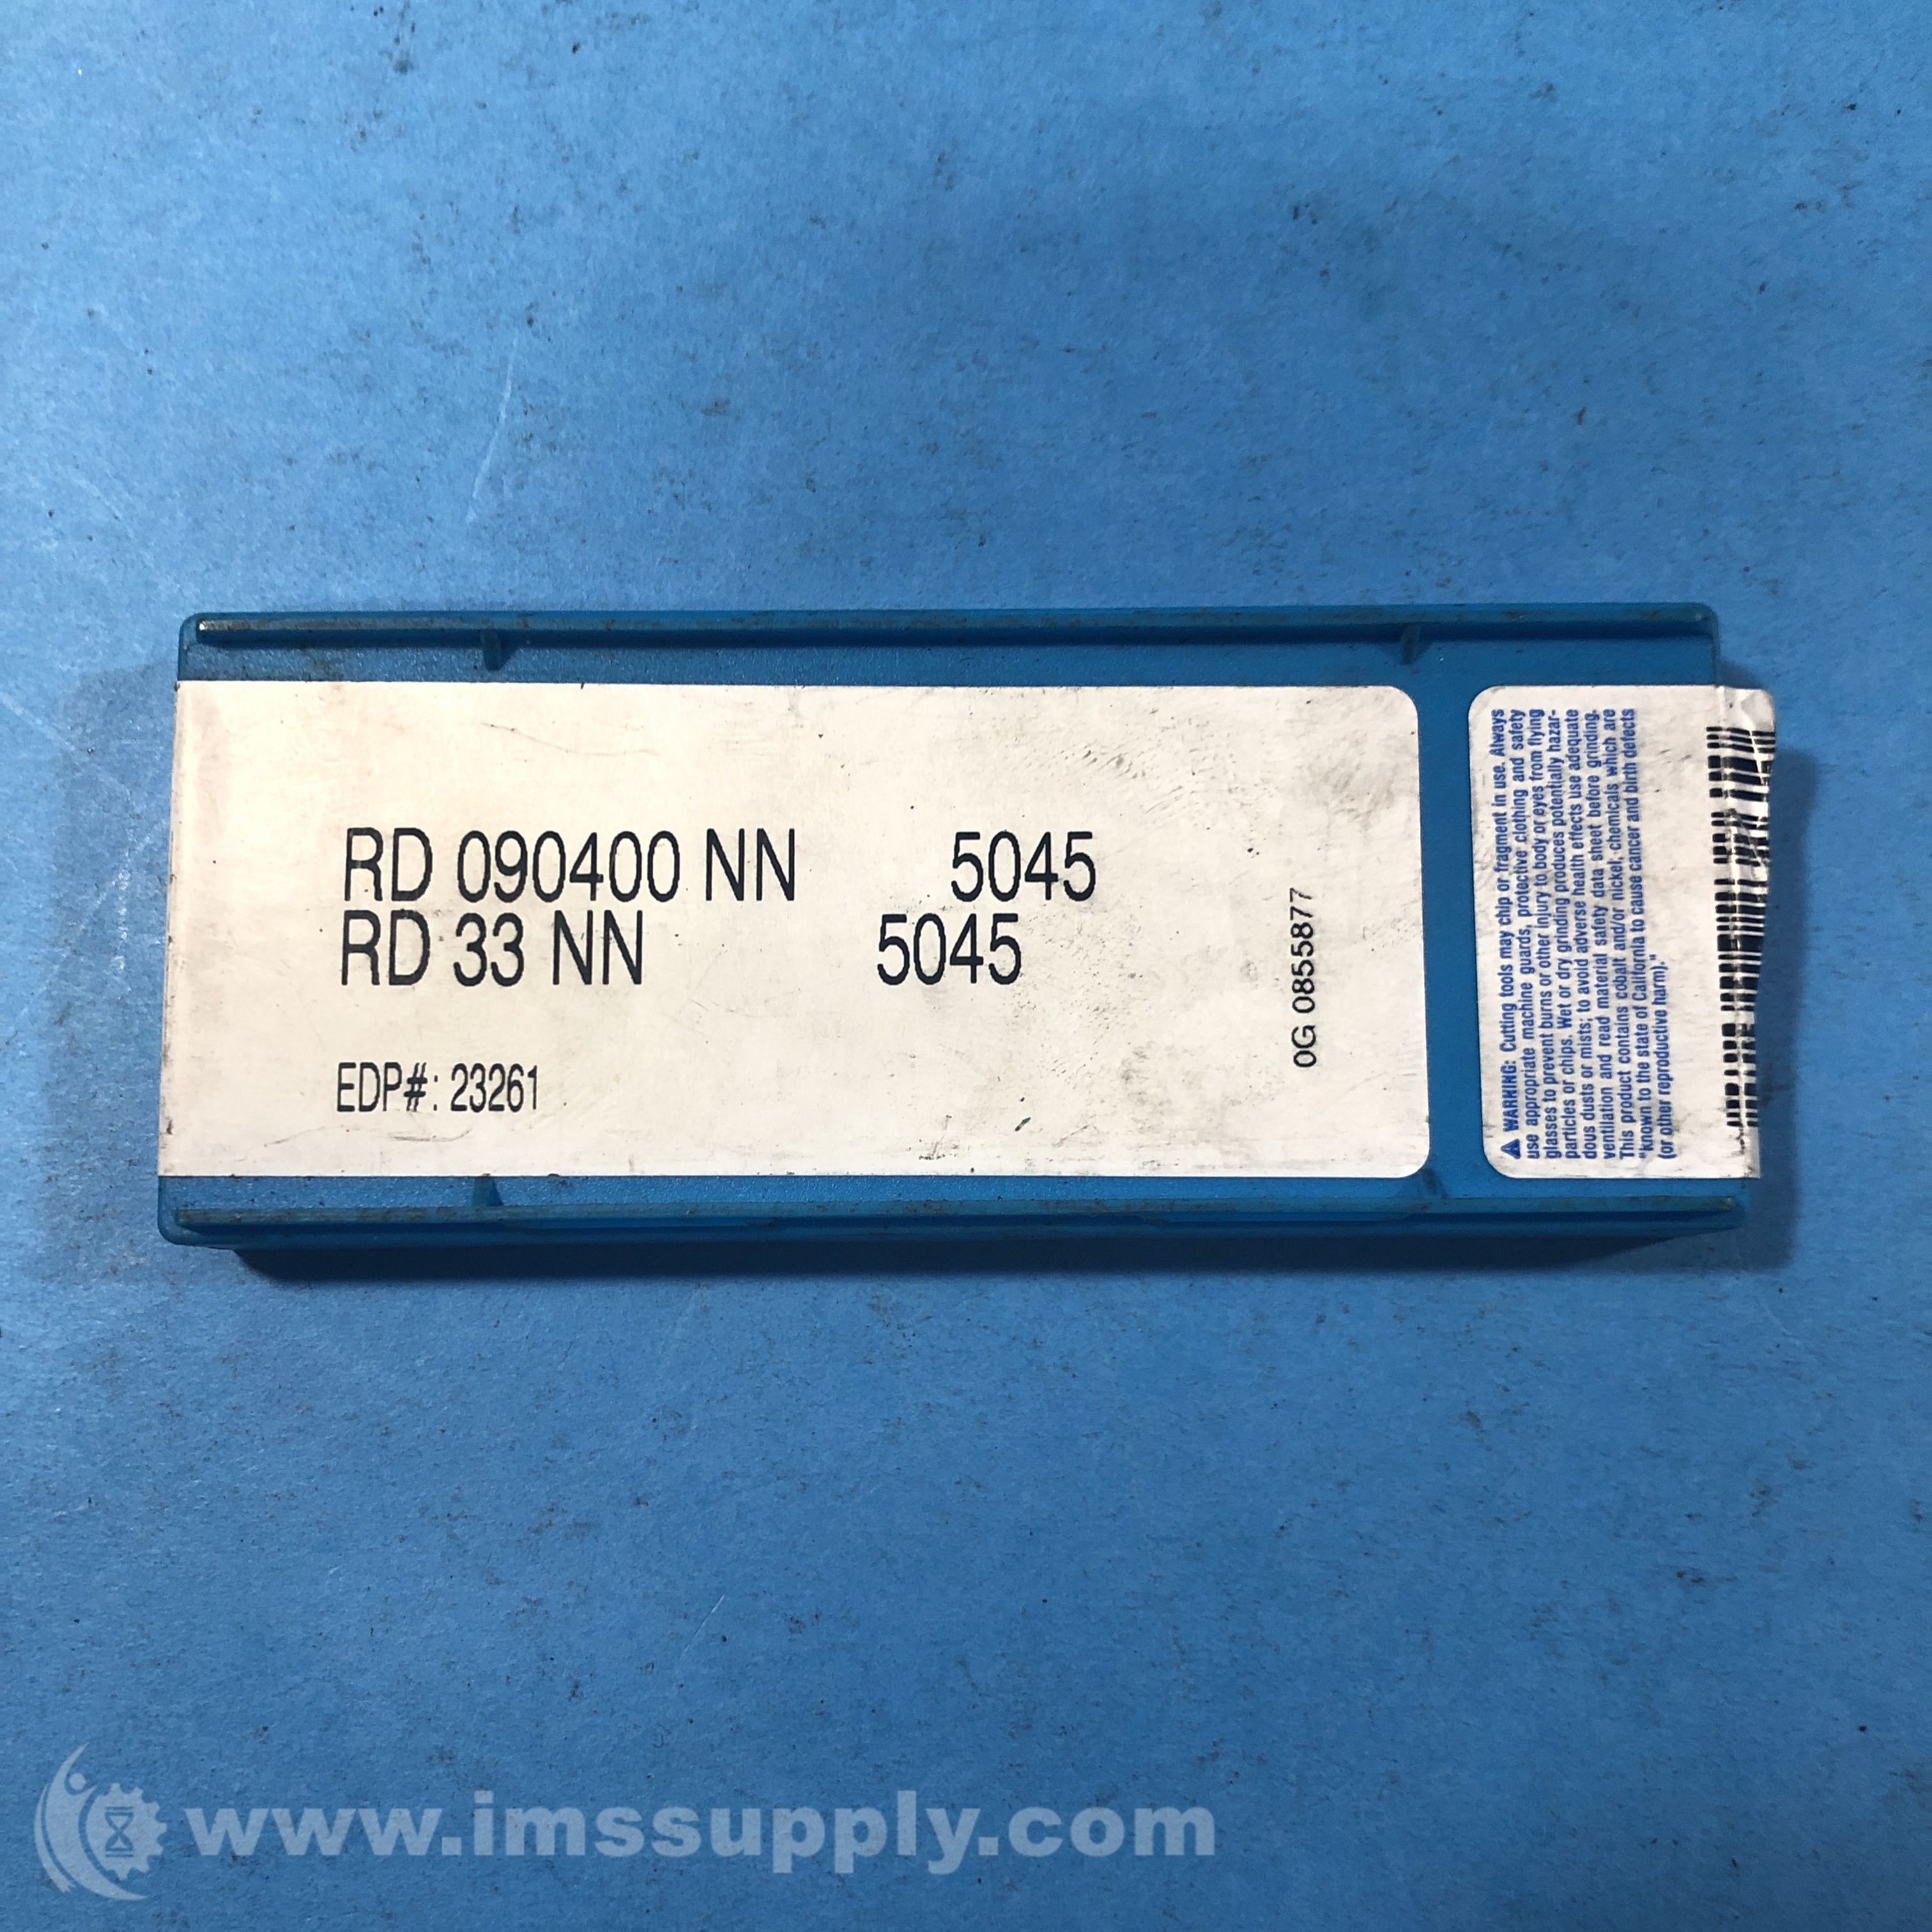 RD 090400 NN 5045
RD 33 NN 5045
EDP#: 23261
0G 0855877
⚠ WARNING: Cutting tools may chip or fragment in use. Always
use appropriate machine guards, protective clothing and safety
glasses to prevent burns or other injury to body or eyes from flying
particles or chips. Wet or dry grinding produces potentially hazar-
dous dusts or mists; to avoid adverse health effects use adequate
ventilation and read material safety data sheet before grinding.
This product contains cobalt and/or nickel, chemicals which are
"known to the state of California to cause cancer and birth defects
(or other reproductive harm)."
www.imssupply.com